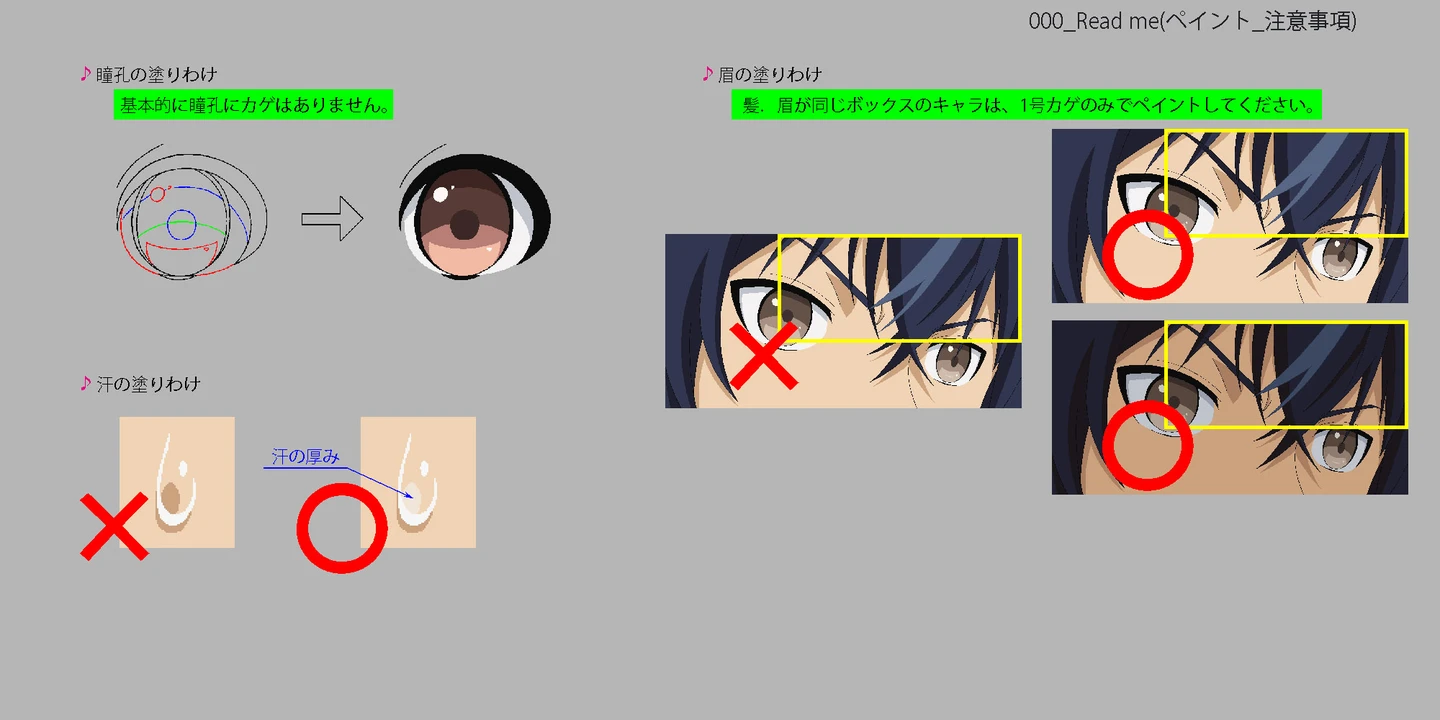 000_Read me(ペイント_注意事項)
♪瞳孔の塗りわけ
基本的に瞳孔にカゲはありません。
♪汗の塗りわけ
汗の厚み
♪眉の塗りわけ
髪.　眉が同じボックスのキャラは、1号カゲのみでペイントしてください。